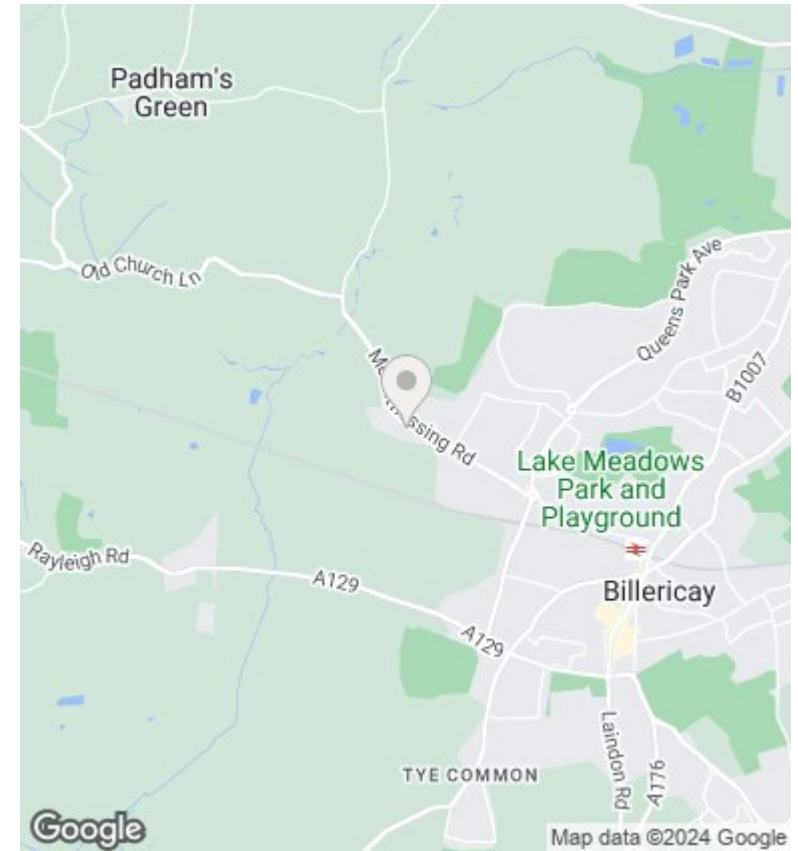 Padham's
Green
Old Church Ln
Queens Park Ave
B1007
ssing Rd
Lake Meadows
Park and
Playground
Rayleigh Rd
A129
Billericay
A129
Laindon Rd
A176
TYE COMMON
Google
Map data ©2024 Google